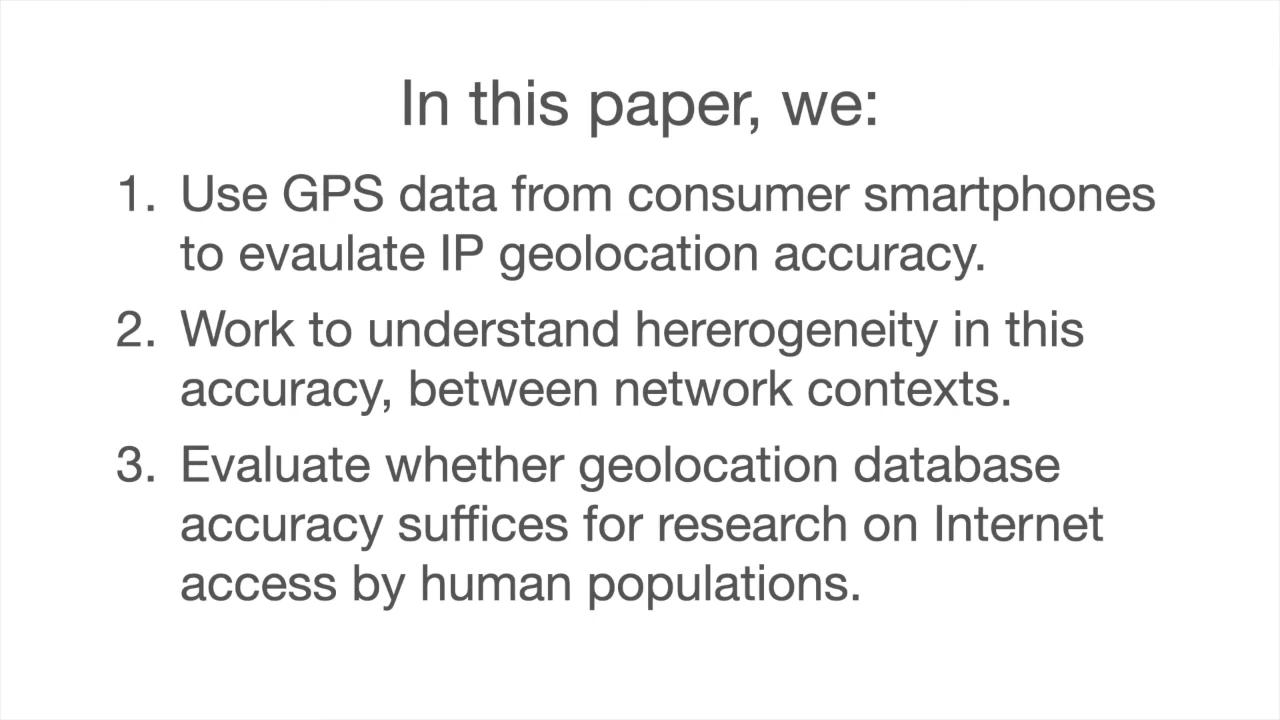 In this paper, we:
1. Use GPS data from consumer smartphones
to evaulate IP geolocation accuracy.
2. Work to understand hererogeneity in this
accuracy, between network contexts.
3. Evaluate whether geolocation database
accuracy suffices for research on Internet
access by human populations.